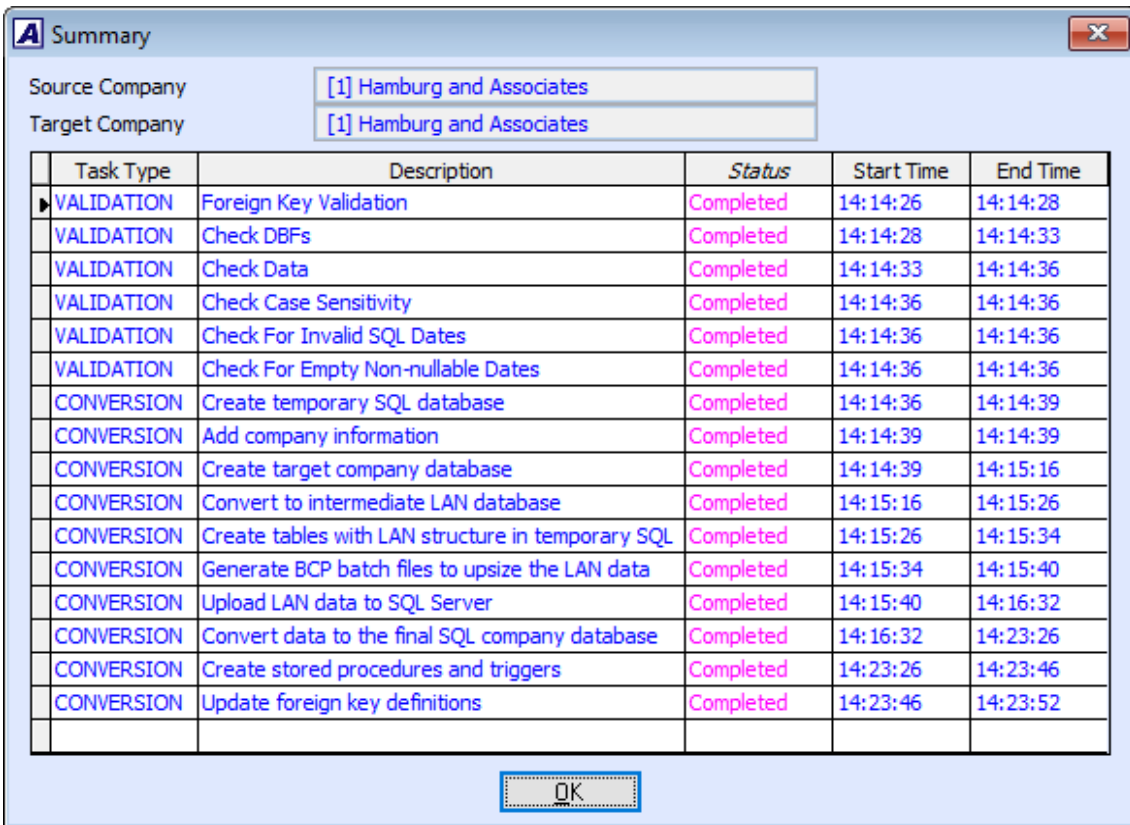 A Summary
Source Company [1] Hamburg and Associates
Target Company [1] Hamburg and Associates
Task Type Description Status Start Time End Time
VALIDATION Foreign Key Validation Completed 14:14:26 14:14:28
VALIDATION Check DBFs Completed 14:14:28 14:14:33
VALIDATION Check Data Completed 14:14:33 14:14:36
VALIDATION Check Case Sensitivity Completed 14:14:36 14:14:36
VALIDATION Check For Invalid SQL Dates Completed 14:14:36 14:14:36
VALIDATION Check For Empty Non-nullable Dates Completed 14:14:36 14:14:36
CONVERSION Create temporary SQL database Completed 14:14:36 14:14:39
CONVERSION Add company information Completed 14:14:39 14:14:39
CONVERSION Create target company database Completed 14:14:39 14:15:16
CONVERSION Convert to intermediate LAN database Completed 14:15:16 14:15:26
CONVERSION Create tables with LAN structure in temporary SQL Completed 14:15:26 14:15:34
CONVERSION Generate BCP batch files to upsize the LAN data Completed 14:15:34 14:15:40
CONVERSION Upload LAN data to SQL Server Completed 14:15:40 14:16:32
CONVERSION Convert data to the final SQL company database Completed 14:16:32 14:23:26
CONVERSION Create stored procedures and triggers Completed 14:23:26 14:23:46
CONVERSION Update foreign key definitions Completed 14:23:46 14:23:52
OK